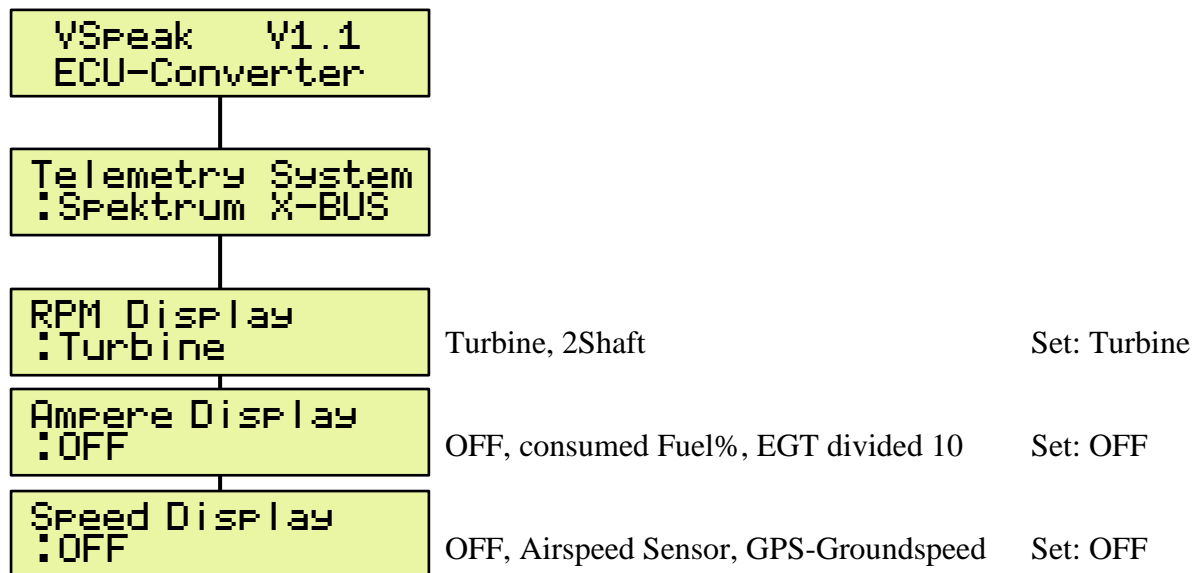 VSpeak V1.1
ECU-Converter
Telemetry System
:Spektrum X-BUS
RPM Display
:Turbine
Turbine, 2Shaft Set: Turbine
Ampere Display
:OFF
OFF, consumed Fuel%, EGT divided 10 Set: OFF
Speed Display
:OFF
OFF, Airspeed Sensor, GPS-Groundspeed Set: OFF